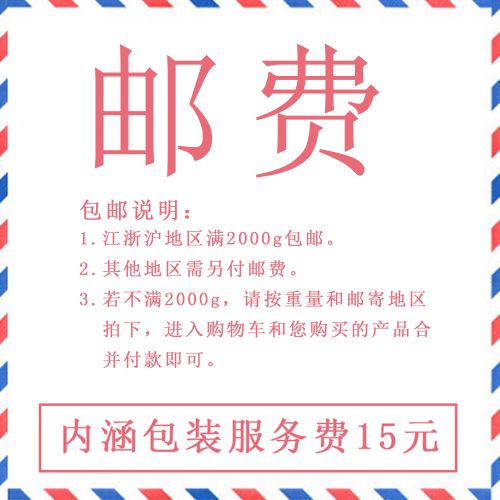 邮费
包邮说明：
1.江浙沪地区满2000g包邮。
2.其他地区需另付邮费。
3.若不满2000g，请按重量和邮寄地区
拍下，进入购物车和您购买的产品合
并付款即可。
内涵包装服务费15元